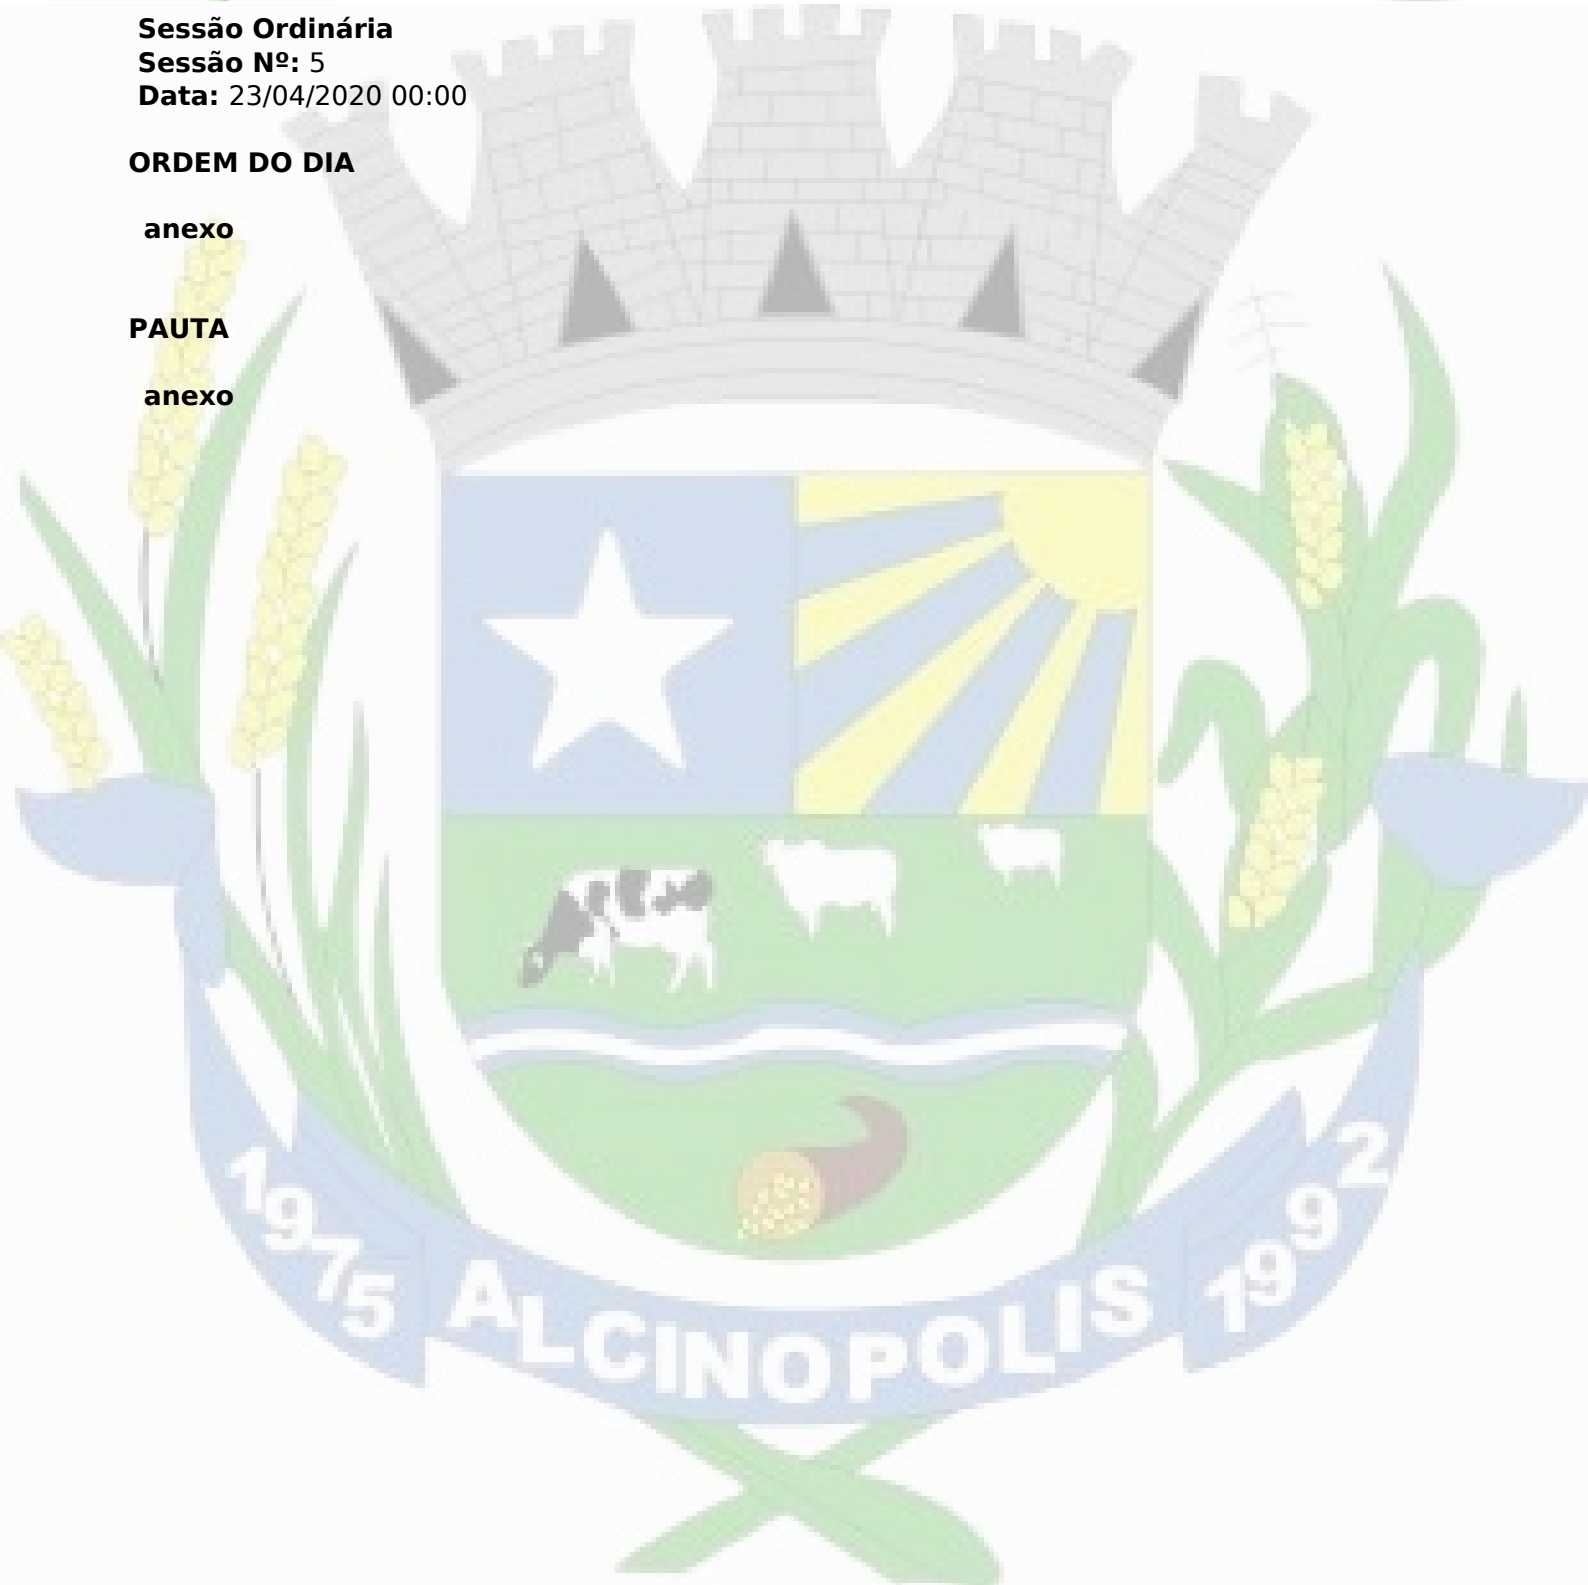 Sessão Ordinária
Sessão Nº: 5
Data: 23/04/2020 00:00
ORDEM DO DIA
anexo
PAUTA
anexo
1975 ALCINOPOLIS 1992